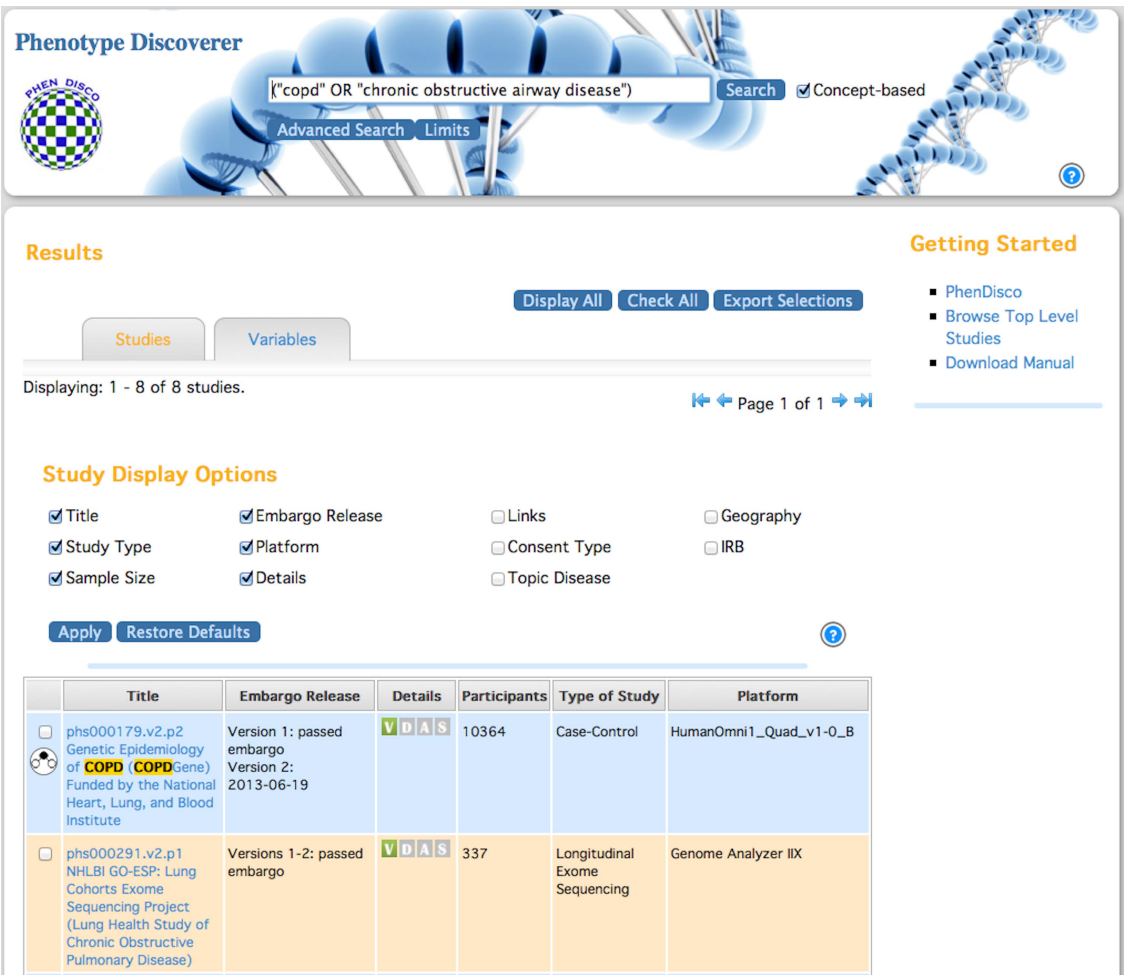 Phenotype Discoverer
PHEN DISCO
("copd" OR "chronic obstructive airway disease")
Search
Concept-based
Advanced Search
Limits
?
Results
Getting Started
Display All
Check All
Export Selections
PhenDisco
Browse Top Level
Studies
Download Manual
Studies
Variables
Displaying: 1 - 8 of 8 studies.
Page 1 of 1
Study Display Options
Title
Embargo Release
Links
Geography
Study Type
Platform
Consent Type
IRB
Sample Size
Details
Topic Disease
Apply
Restore Defaults
?
Title
Embargo Release
Details
Participants
Type of Study
Platform
phs000179.v2.p2
Genetic Epidemiology
of COPD (COPDGene)
Funded by the National
Heart, Lung, and Blood
Institute
Version 1: passed
embargo
Version 2:
2013-06-19
V D A S
10364
Case-Control
HumanOmni1_Quad_v1-0_B
phs000291.v2.p1
NHLBI GO-ESP: Lung
Cohorts Exome
Sequencing Project
(Lung Health Study of
Chronic Obstructive
Pulmonary Disease)
Versions 1-2: passed
embargo
V D A S
337
Longitudinal
Exome
Sequencing
Genome Analyzer IIX